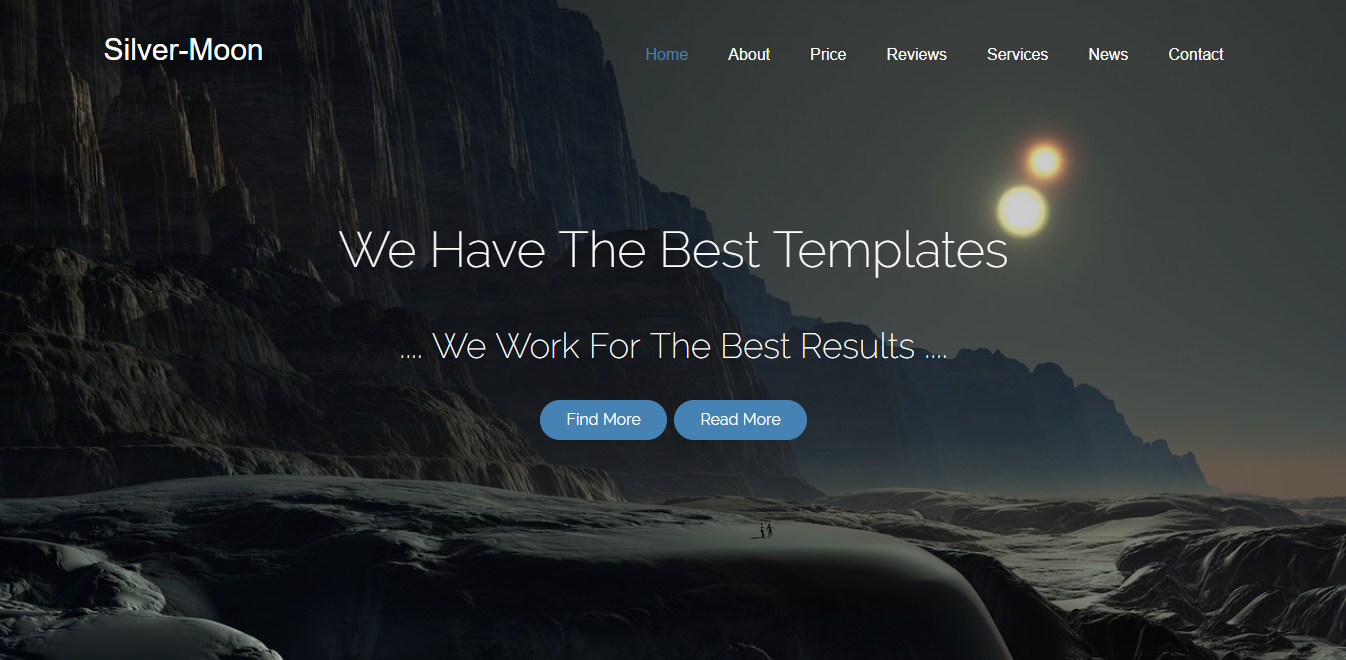 Silver-Moon
Home About Price Reviews Services News Contact
We Have The Best Templates
.... We Work For The Best Results ....
Find More Read More